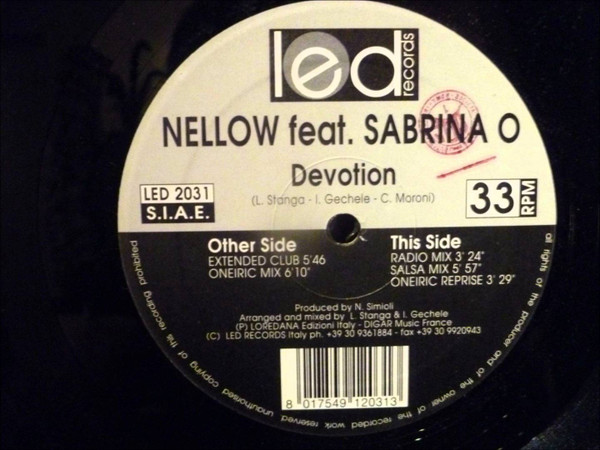 led
records
NELLOW feat. SABRINA O
Devotion
(L. Stanga - I. Gechele - C. Moroni)
LED 2031
S.I.A.E.
33 RPM
Other Side
EXTENDED CLUB 5'46
ONEIRIC MIX 6'10"
This Side
RADIO MIX 3' 24"
SALSA MIX 5' 57"
ONEIRIC REPRISE 3' 29"
Produced by N. Simioli
Arranged and mixed by L. Stanga & I. Gechele
(P) LOREDANA Edizioni Italy - DIGAR Music France
(C) LED RECORDS Italy ph. +39 30 9361884 - fax +39 30 9920943
8 017549 120313
all rights of the producer and of the owner of the recorded work reserved unauthorised copying of this recording prohibited